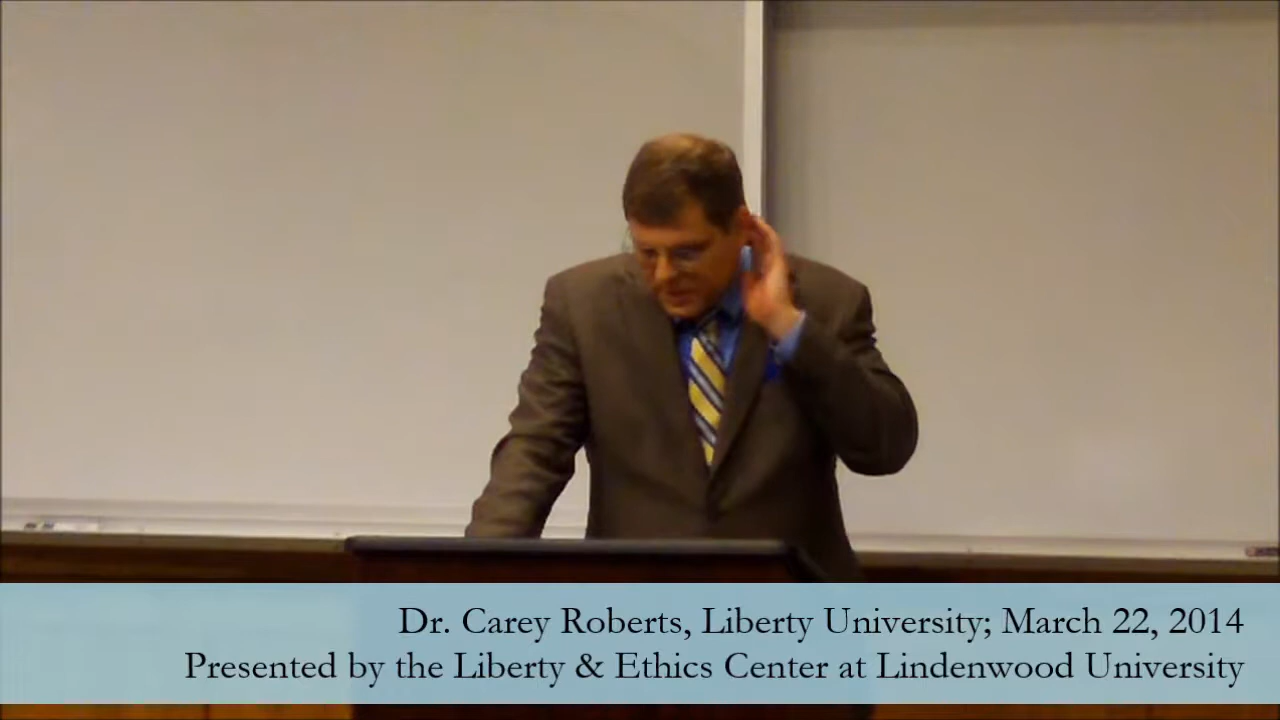 Dr. Carey Roberts, Liberty University; March 22, 2014
Presented by the Liberty & Ethics Center at Lindenwood University